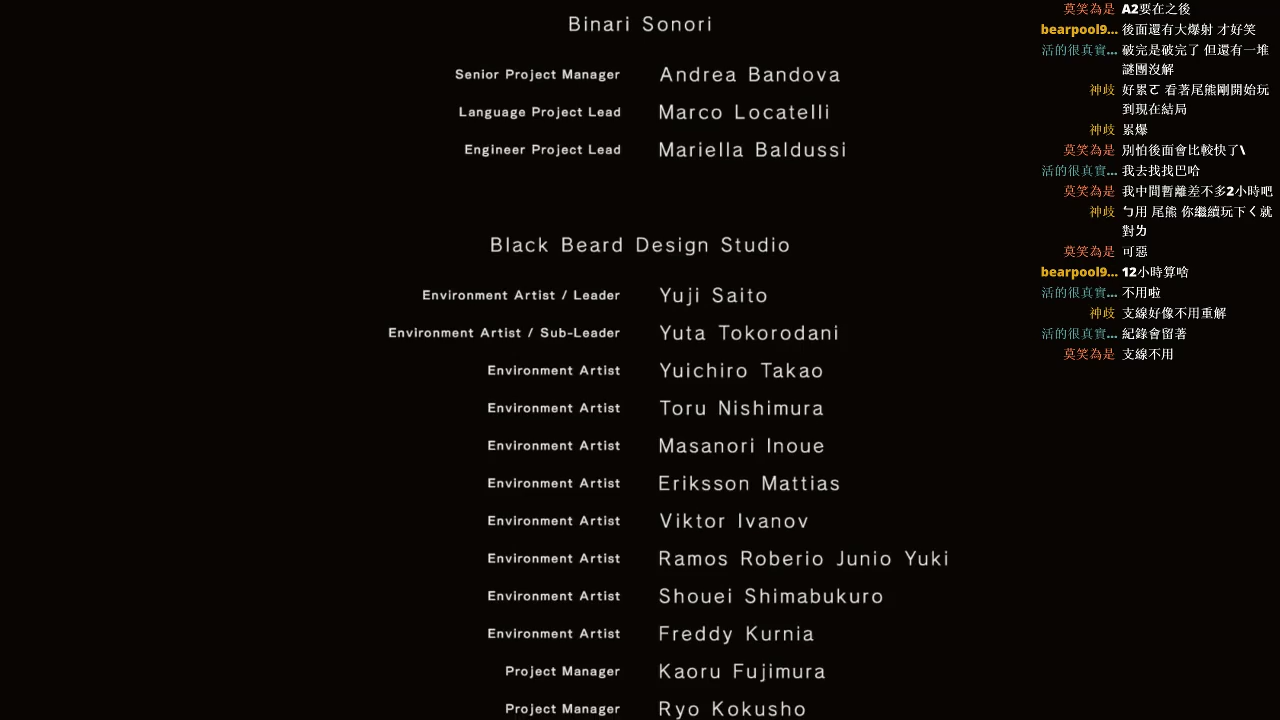 Binari Sonori
Senior Project Manager Andrea Bandova
Language Project Lead Marco Locatelli
Engineer Project Lead Mariella Baldussi
Black Beard Design Studio
Environment Artist / Leader Yuji Saito
Environment Artist / Sub-Leader Yuta Tokorodani
Environment Artist Yuichiro Takao
Environment Artist Toru Nishimura
Environment Artist Masanori Inoue
Environment Artist Eriksson Mattias
Environment Artist Viktor Ivanov
Environment Artist Ramos Roberio Junio Yuki
Environment Artist Shouei Shimabukuro
Environment Artist Freddy Kurnia
Project Manager Kaoru Fujimura
Project Manager Ryo Kokusho
莫笑為是 A2要在之後
bearpool9... 後面還有大爆射 才好笑
活的很真實... 破完是破完了 但還有一堆
謎團沒解
神歧 好累ㄛ 看著尾熊剛開始玩
到現在結局
神歧 累爆
莫笑為是 別怕後面會比較快了\
活的很真實... 我去找找巴哈
莫笑為是 我中間暫離差不多2小時吧
神歧 ㄅ用 尾熊 你繼續玩下ㄑ就
對ㄌ
莫笑為是 可惡
bearpool9... 12小時算啥
活的很真實... 不用啦
神歧 支線好像不用重解
活的很真實... 紀錄會留著
莫笑為是 支線不用